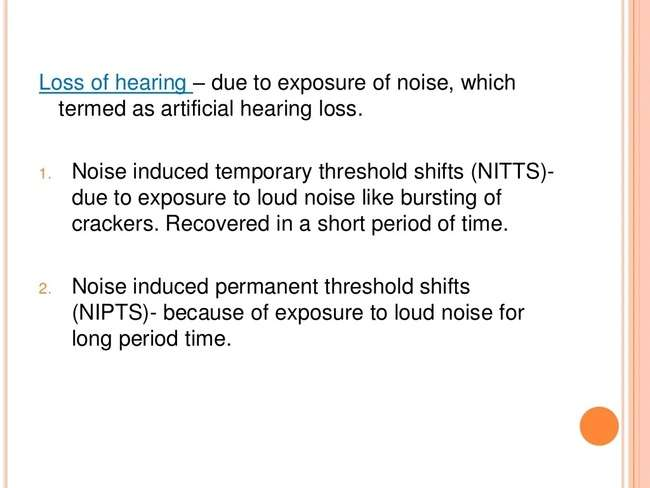 Loss of hearing – due to exposure of noise, which
termed as artificial hearing loss.
1. Noise induced temporary threshold shifts (NITTS)-
due to exposure to loud noise like bursting of
crackers. Recovered in a short period of time.
2. Noise induced permanent threshold shifts
(NIPTS)- because of exposure to loud noise for
long period time.